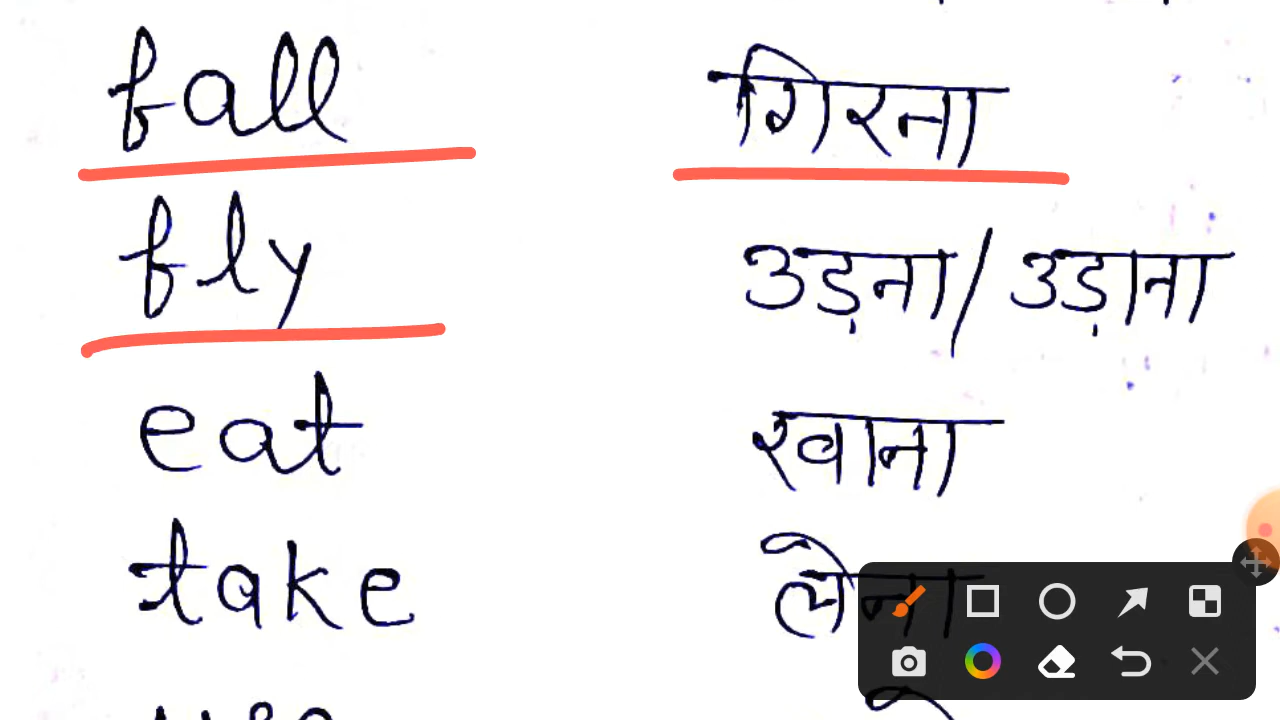 fall गिरना
fly उड़ना/उड़ाना
eat खाना
take लेना